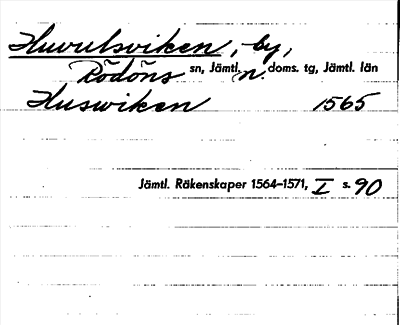 Huvulsviken, by,
Rödöns sn, Jämtl. n. doms. tg, Jämtl. län
Huswiken 1565
Jämtl. Räkenskaper 1564–1571, I s. 90